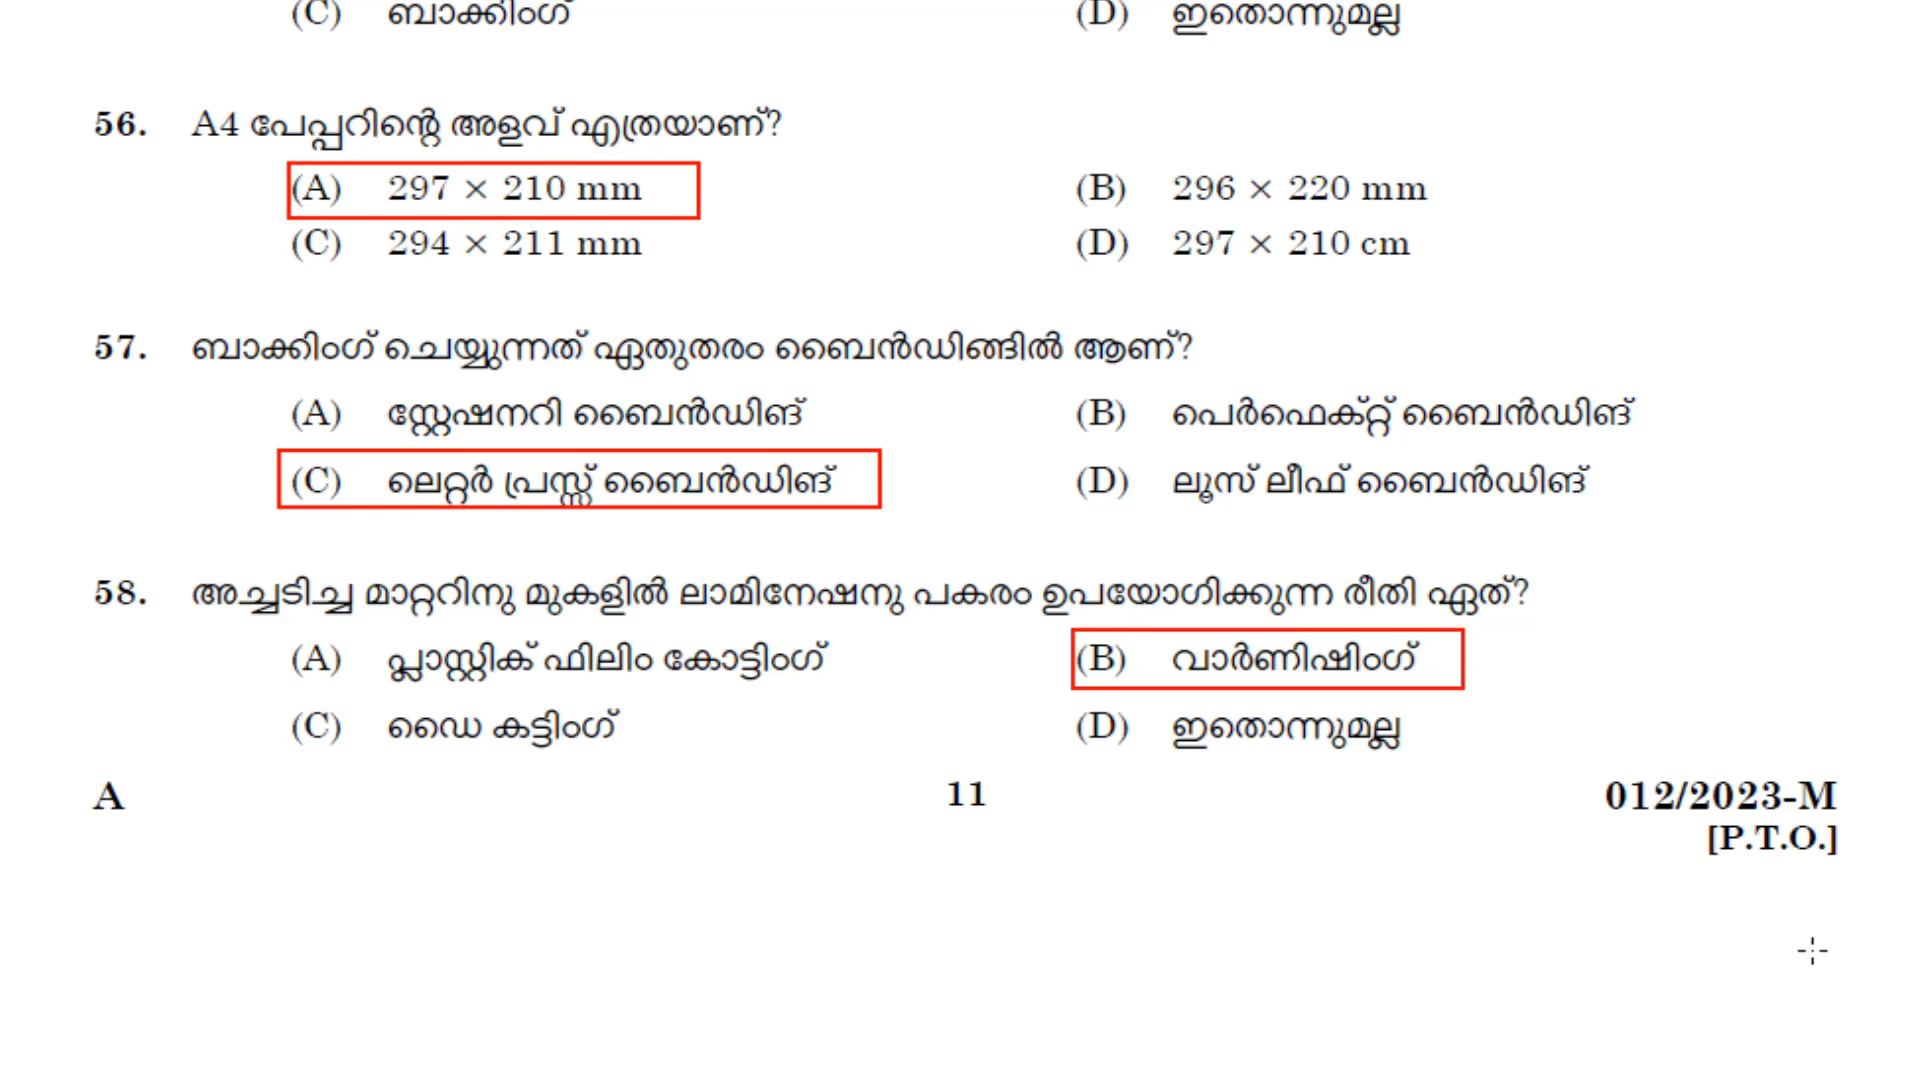 (C) ബാക്കിംഗ് (D) ഇതൊന്നുമല്ല
56. A4 പേപ്പറിന്റെ അളവ് എത്രയാണ്?
(A) 297 × 210 mm (B) 296 × 220 mm
(C) 294 × 211 mm (D) 297 × 210 cm
57. ബാക്കിംഗ് ചെയ്യുന്നത് ഏതുതരം ബൈൻഡിങ്ങിൽ ആണ്?
(A) സ്റ്റേഷനറി ബൈൻഡിങ് (B) പെർഫെക്റ്റ് ബൈൻഡിങ്
(C) ലെറ്റർ പ്രസ്സ് ബൈൻഡിങ് (D) ലൂസ് ലീഫ് ബൈൻഡിങ്
58. അച്ചടിച്ച മാറ്ററിനു മുകളിൽ ലാമിനേഷനു പകരം ഉപയോഗിക്കുന്ന രീതി ഏത്?
(A) പ്ലാസ്റ്റിക് ഫിലിം കോട്ടിംഗ് (B) വാർണിഷിംഗ്
(C) ഡൈ കട്ടിംഗ് (D) ഇതൊന്നുമല്ല
A 11 012/2023-M
[P.T.O.]